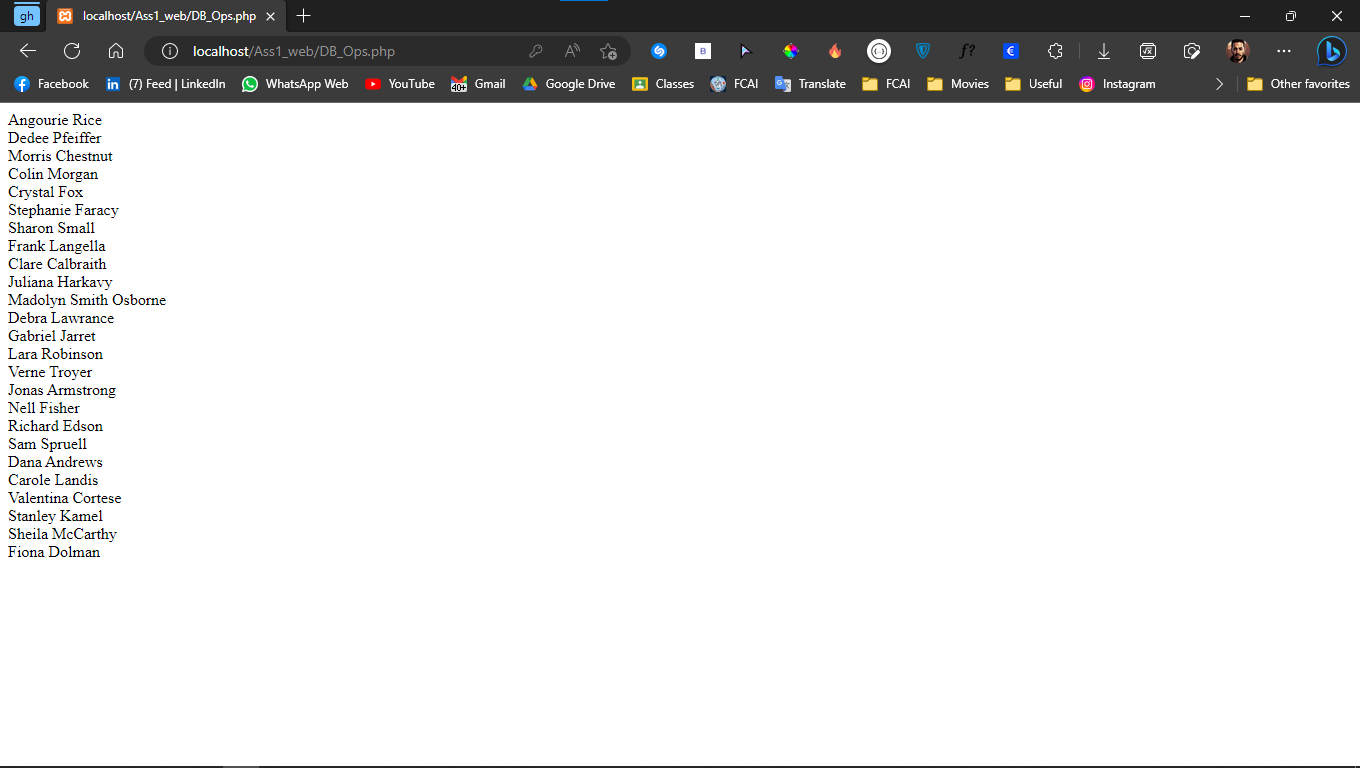 gh localhost/Ass1_web/DB_Ops.php
localhost/Ass1_web/DB_Ops.php
Facebook (7) Feed | LinkedIn WhatsApp Web YouTube 40+ Gmail Google Drive Classes FCAI Translate FCAI Movies Useful Instagram Other favorites
Angourie Rice
Dedee Pfeiffer
Morris Chestnut
Colin Morgan
Crystal Fox
Stephanie Faracy
Sharon Small
Frank Langella
Clare Calbraith
Juliana Harkavy
Madolyn Smith Osborne
Debra Lawrance
Gabriel Jarret
Lara Robinson
Verne Troyer
Jonas Armstrong
Nell Fisher
Richard Edson
Sam Spruell
Dana Andrews
Carole Landis
Valentina Cortese
Stanley Kamel
Sheila McCarthy
Fiona Dolman